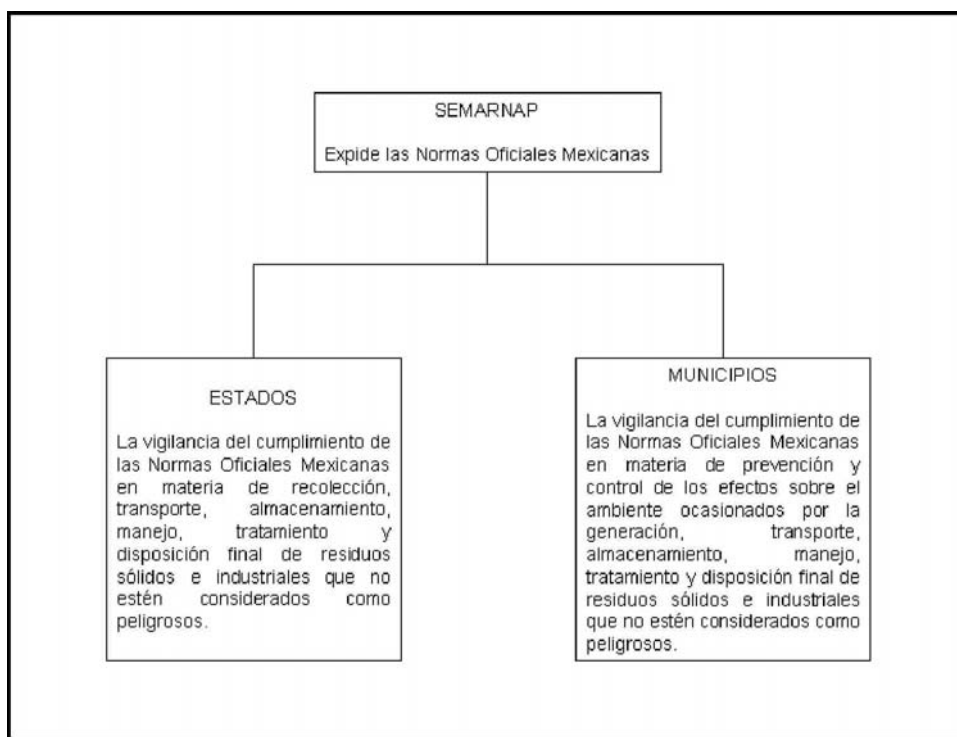 SEMARNAP
Expide las Normas Oficiales Mexicanas
ESTADOS
La vigilancia del cumplimiento de
las Normas Oficiales Mexicanas
en materia de recolección,
transporte, almacenamiento,
manejo, tratamiento y
disposición final de residuos
sólidos e industriales que no
estén considerados como
peligrosos.
MUNICIPIOS
La vigilancia del cumplimiento de
las Normas Oficiales Mexicanas
en materia de prevención y
control de los efectos sobre el
ambiente ocasionados por la
generación, transporte,
almacenamiento, manejo,
tratamiento y disposición final de
residuos sólidos e industriales
que no estén considerados como
peligrosos.